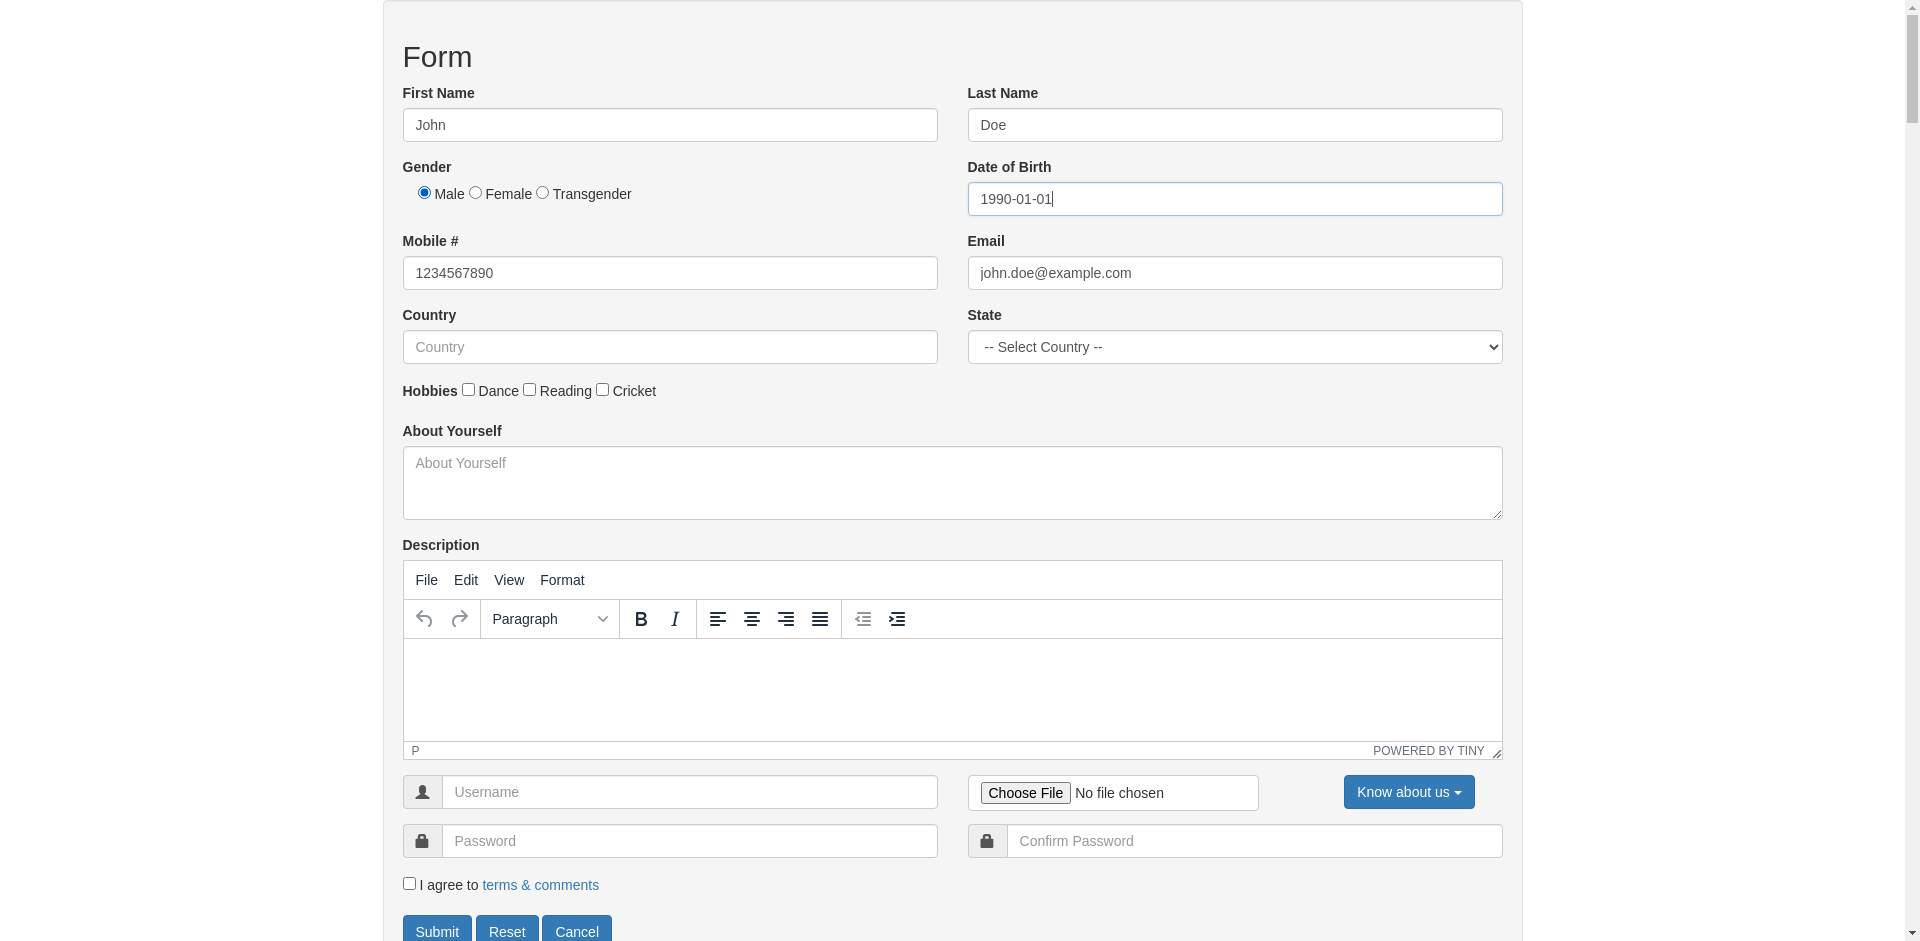 Form
First Name Last Name
John Doe
Gender Date of Birth
Male Female Transgender 1990-01-01
Mobile # Email
1234567890 john.doe@example.com
Country State
Country -- Select Country --
Hobbies Dance Reading Cricket
About Yourself
About Yourself
Description
File Edit View Format
Paragraph B I
P POWERED BY TINY
Username Choose File No file chosen Know about us
Password Confirm Password
I agree to terms & comments
Submit Reset Cancel